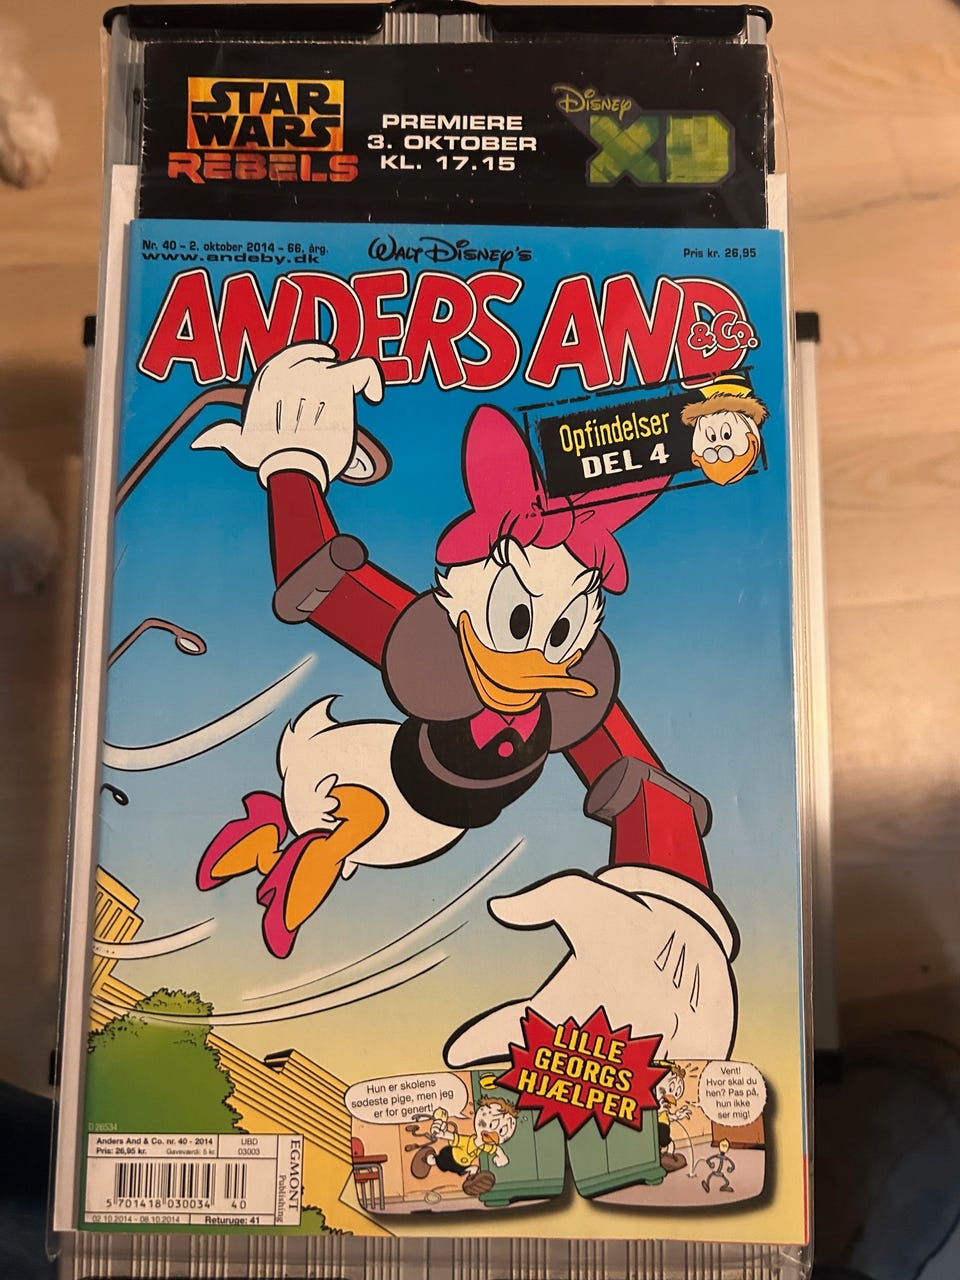 STAR
WARS
REBELS
PREMIERE
3. OKTOBER
KL. 17.15
Disney
XD
Nr. 40 - 2. oktober 2014 - 66. årg.
www.andeby.dk
WALT DISNEY'S
Pris kr. 26,95
ANDERS AND
& Co.
Opfindelser
DEL 4
LILLE
GEORGS
HJÆLPER
Hun er skolens
sødeste pige, men jeg
er for genert!
Vent!
Hvor skal du
hen? Pas på,
hun ikke
ser mig!
D 26534
Anders And & Co. nr. 40 - 2014
Pris: 26,95 kr. Gaveværdi: 5 kr.
UBD
03003
5 701418 030034 40
02.10.2014 - 08.10.2014 Returuge: 41
EGMONT
Publishing